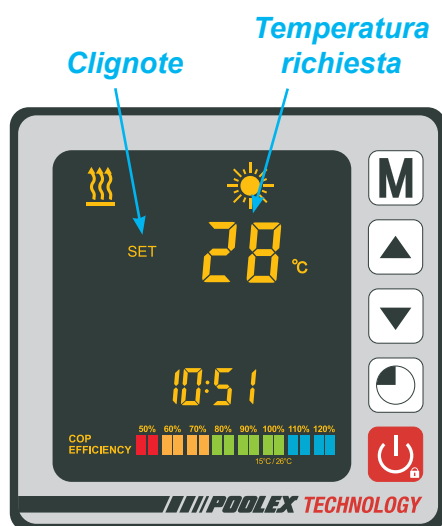 Temperatura
richiesta
Clignote
M
SET
28 °C
10:51
50% 60% 70% 80% 90% 100% 110% 120%
COP
EFFICIENCY
15°C / 26°C
POOLEX TECHNOLOGY